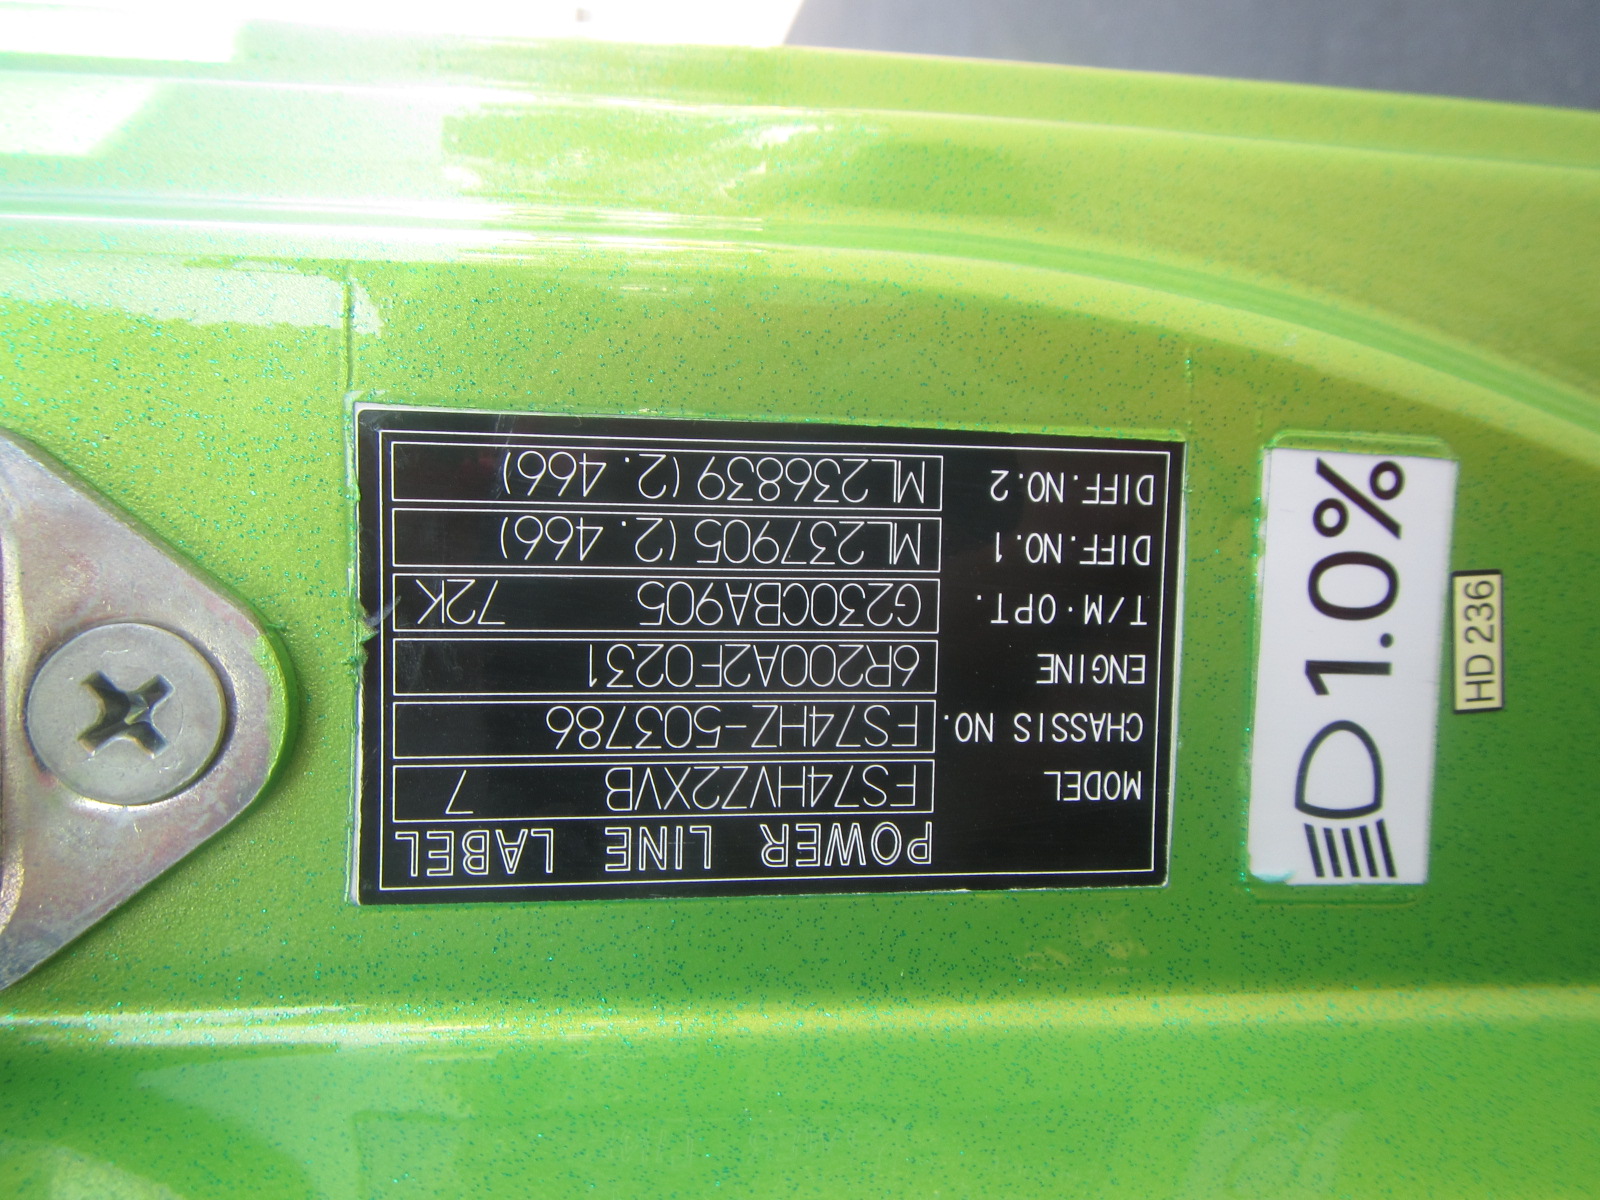 POWER LINE LABEL
MODEL FS74HVZ2XVB 7
CHASSIS NO. FS74HZ-503786
ENGINE 6R200A2F0231
T/M·OPT. G230CBA905 72K
DIFF.NO.1 ML237905(2.466)
DIFF.NO.2 ML236839(2.466)
1.0%
HD 236